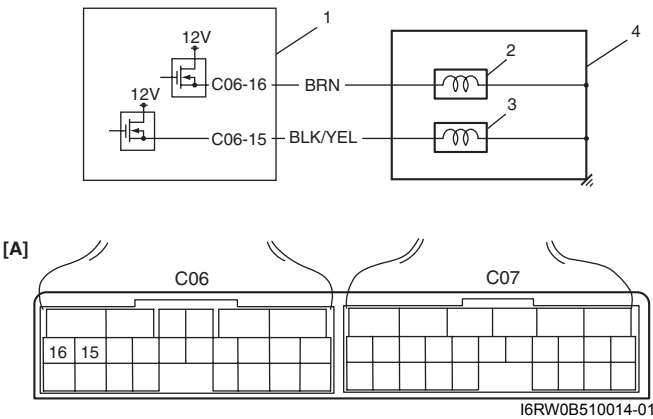 1
12V
C06-16
BRN
2
4
12V
C06-15
BLK/YEL
3
[A]
C06
C07
16
15
I6RW0B510014-01